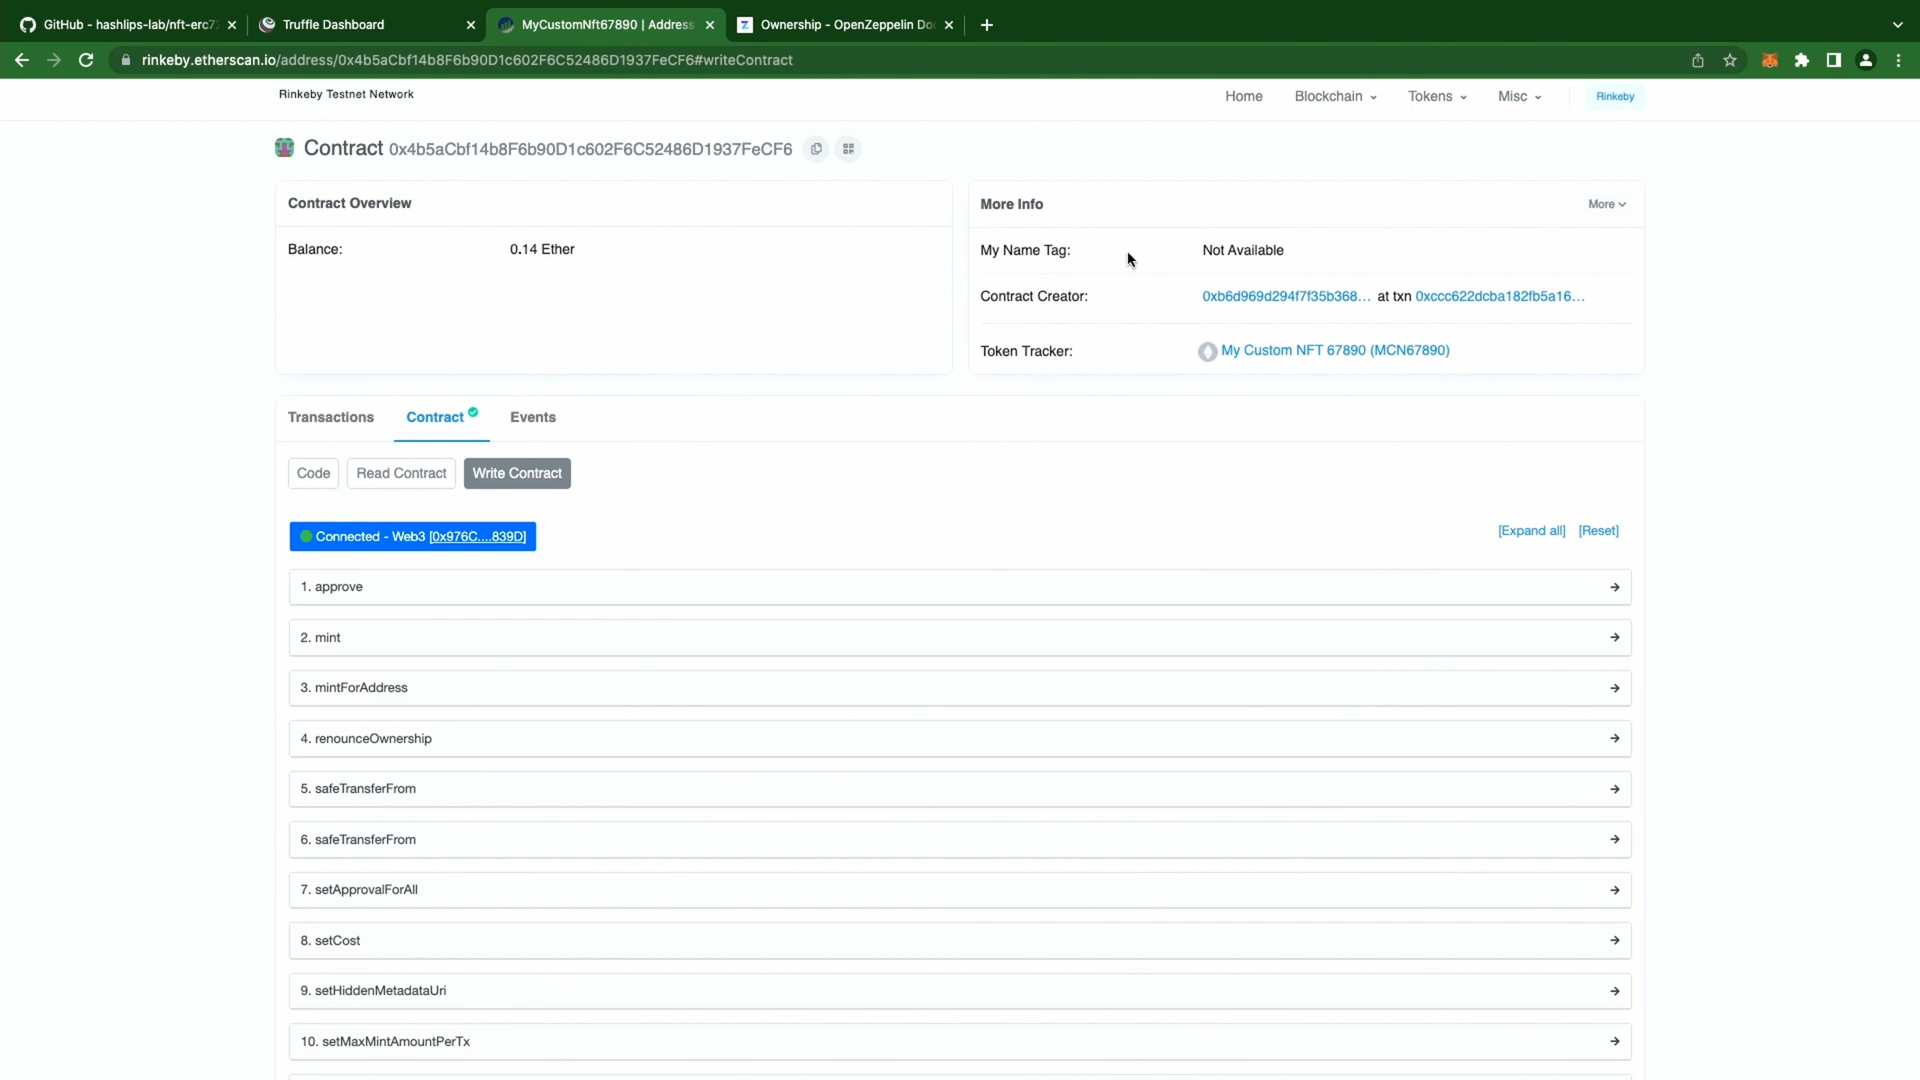 GitHub - hashlips-lab/nft-erc72
Truffle Dashboard
MyCustomNft67890 | Address
Ownership - OpenZeppelin Do
rinkeby.etherscan.io/address/0x4b5aCbf14b8F6b90D1c602F6C52486D1937FeCF6#writeContract
Rinkeby Testnet Network
Home
Blockchain
Tokens
Misc
Rinkeby
Contract 0x4b5aCbf14b8F6b90D1c602F6C52486D1937FeCF6
Contract Overview
Balance:
0.14 Ether
More Info
More
My Name Tag:
Not Available
Contract Creator:
0xb6d969d294f7f35b368... at txn 0xccc622dcba182fb5a16...
Token Tracker:
My Custom NFT 67890 (MCN67890)
Transactions
Contract
Events
Code
Read Contract
Write Contract
Connected - Web3 [0x976C....839D]
[Expand all] [Reset]
1. approve
2. mint
3. mintForAddress
4. renounceOwnership
5. safeTransferFrom
6. safeTransferFrom
7. setApprovalForAll
8. setCost
9. setHiddenMetadataUri
10. setMaxMintAmountPerTx